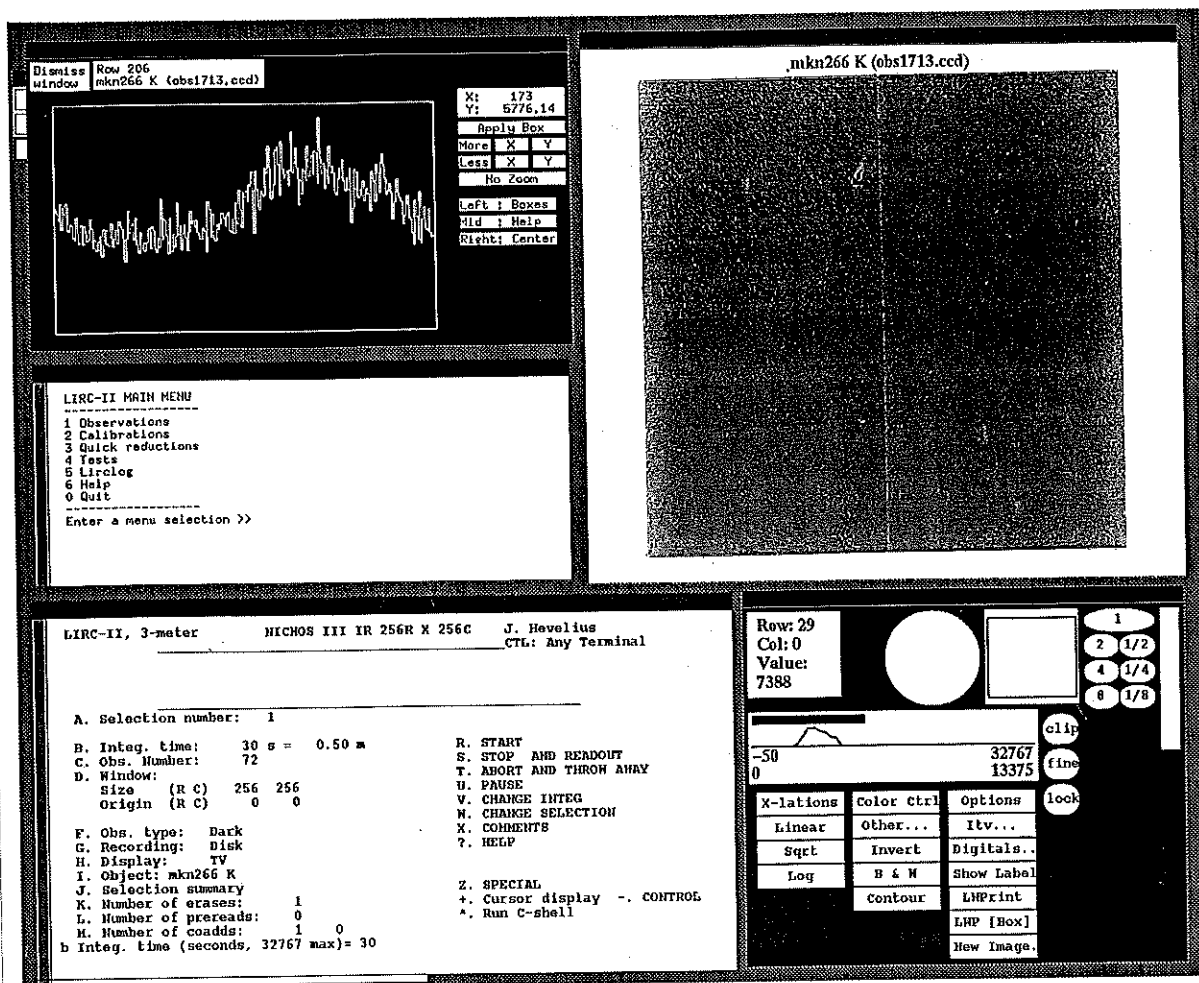 Dismiss window
Row 206
mkn266 K (obs1713.ccd)
X: 173
Y: 5776.14
Apply Box
More X Y
Less X Y
No Zoom
Left : Boxes
Mid : Help
Right: Center
mkn266 K (obs1713.ccd)
LIRC-II MAIN MENU
--------------------
1 Observations
2 Calibrations
3 Quick reductions
4 Tests
5 Lirclog
6 Help
0 Quit
--------------------
Enter a menu selection >>
LIRC-II, 3-meter NICMOS III IR 256R X 256C J. Hevelius
CTL: Any Terminal
A. Selection number: 1
B. Integ. time: 30 s = 0.50 m
C. Obs. Number: 72
D. Window:
Size (R C) 256 256
Origin (R C) 0 0
F. Obs. type: Dark
G. Recording: Disk
H. Display: TV
I. Object: mkn266 K
J. Selection summary
K. Number of erases: 1
L. Number of prereads: 0
M. Number of coadds: 1 0
b Integ. time (seconds, 32767 max)= 30
R. START
S. STOP AND READOUT
T. ABORT AND THROW AWAY
U. PAUSE
V. CHANGE INTEG
W. CHANGE SELECTION
X. COMMENTS
?. HELP
Z. SPECIAL
+. Cursor display -. CONTROL
^. Run C-shell
Row: 29
Col: 0
Value:
7388
1
2 1/2
4 1/4
8 1/8
clip
fine
lock
-50 32767
0 13375
X-lations Color Ctrl Options
Linear Other... Itv...
Sqrt Invert Digitals..
Log B & W Show Label
Contour LWPrint
LWP [Box]
New Image.